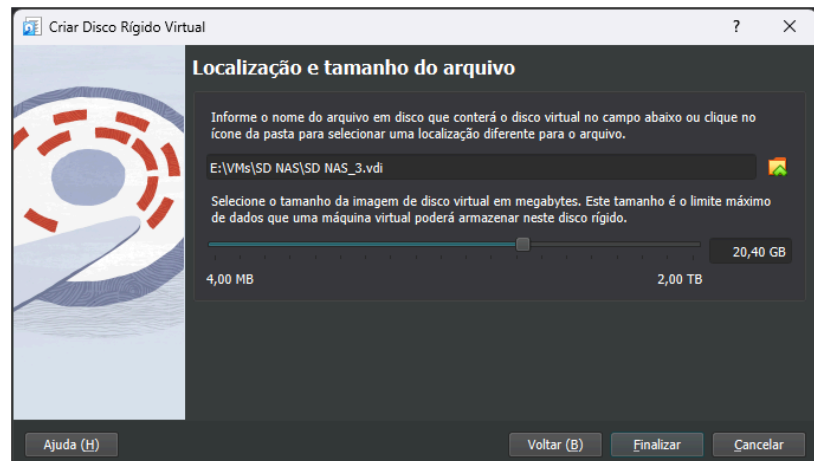 Criar Disco Rígido Virtual
?
Localização e tamanho do arquivo
Informe o nome do arquivo em disco que conterá o disco virtual no campo abaixo ou clique no
ícone da pasta para selecionar uma localização diferente para o arquivo.
E:\VMs\SD NAS\SD NAS_3.vdi
Selecione o tamanho da imagem de disco virtual em megabytes. Este tamanho é o limite máximo
de dados que uma máquina virtual poderá armazenar neste disco rígido.
20,40 GB
4,00 MB 2,00 TB
Ajuda (H) Voltar (B) Finalizar Cancelar